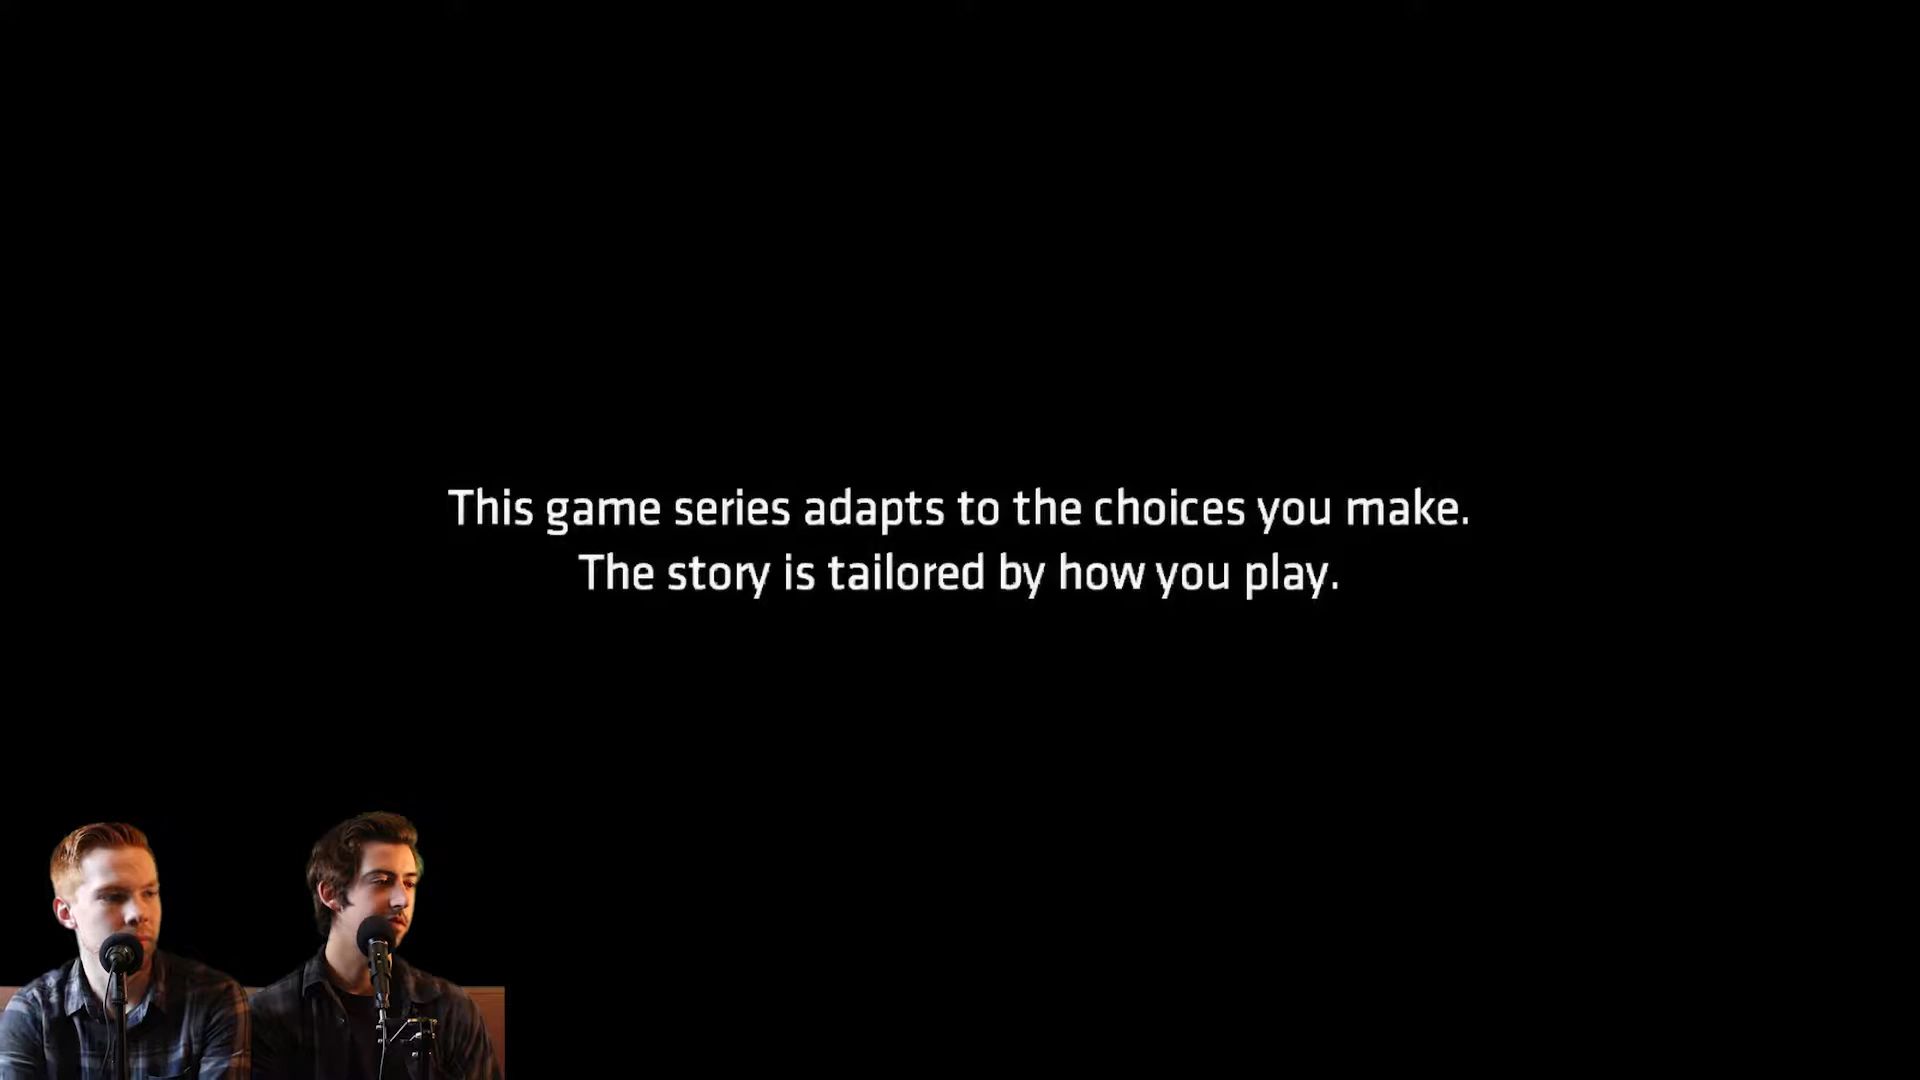 This game series adapts to the choices you make.
The story is tailored by how you play.